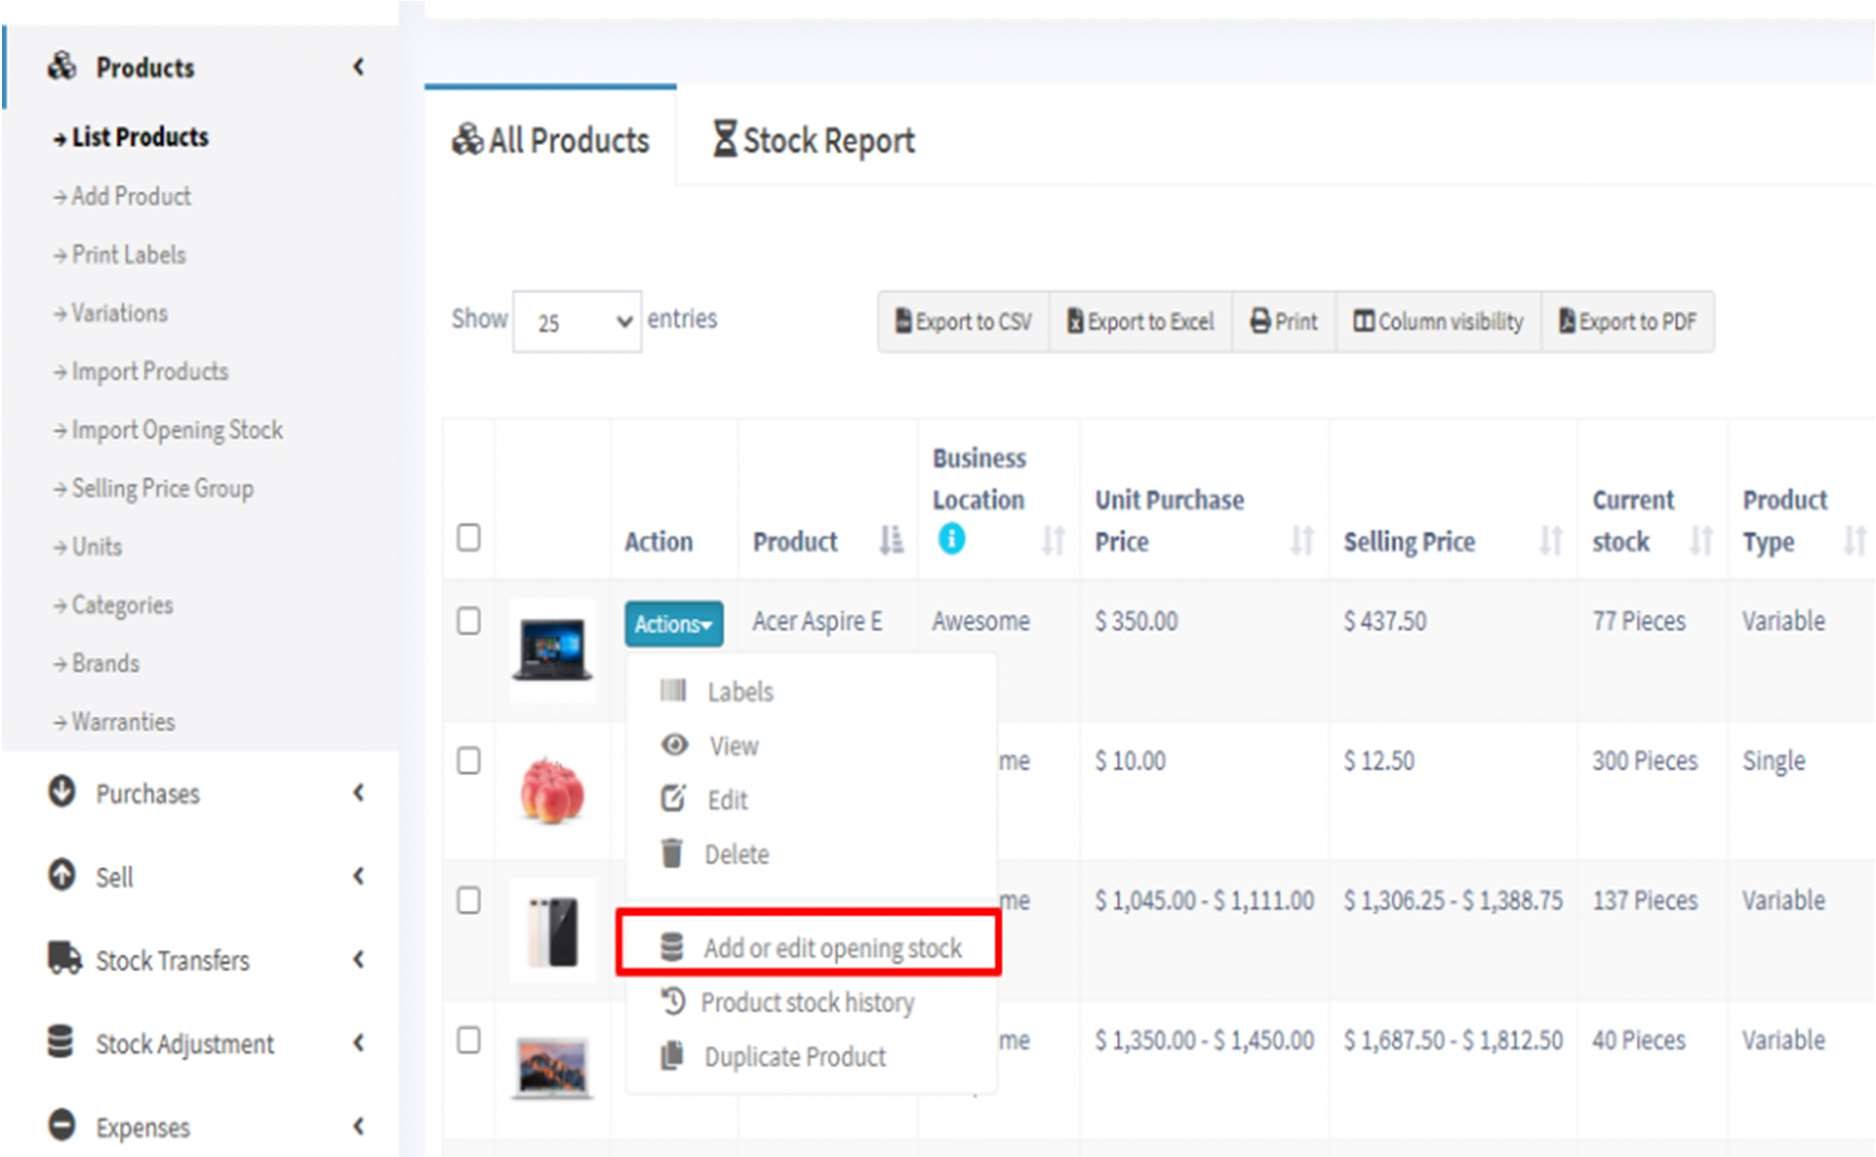 Products
List Products
Add Product
Print Labels
Variations
Import Products
Import Opening Stock
Selling Price Group
Units
Categories
Brands
Warranties
Purchases
Sell
Stock Transfers
Stock Adjustment
Expenses
All Products
Stock Report
Show 25 entries
Export to CSV Export to Excel Print Column visibility Export to PDF
Action
Product
Business
Location
Unit Purchase
Price
Selling Price
Current
stock
Product
Type
Actions Acer Aspire E Awesome $ 350.00 $ 437.50 77 Pieces Variable
Labels
View
Edit
Delete
Add or edit opening stock
Product stock history
Duplicate Product
me $ 10.00 $ 12.50 300 Pieces Single
me $ 1,045.00 - $ 1,111.00 $ 1,306.25 - $ 1,388.75 137 Pieces Variable
me $ 1,350.00 - $ 1,450.00 $ 1,687.50 - $ 1,812.50 40 Pieces Variable